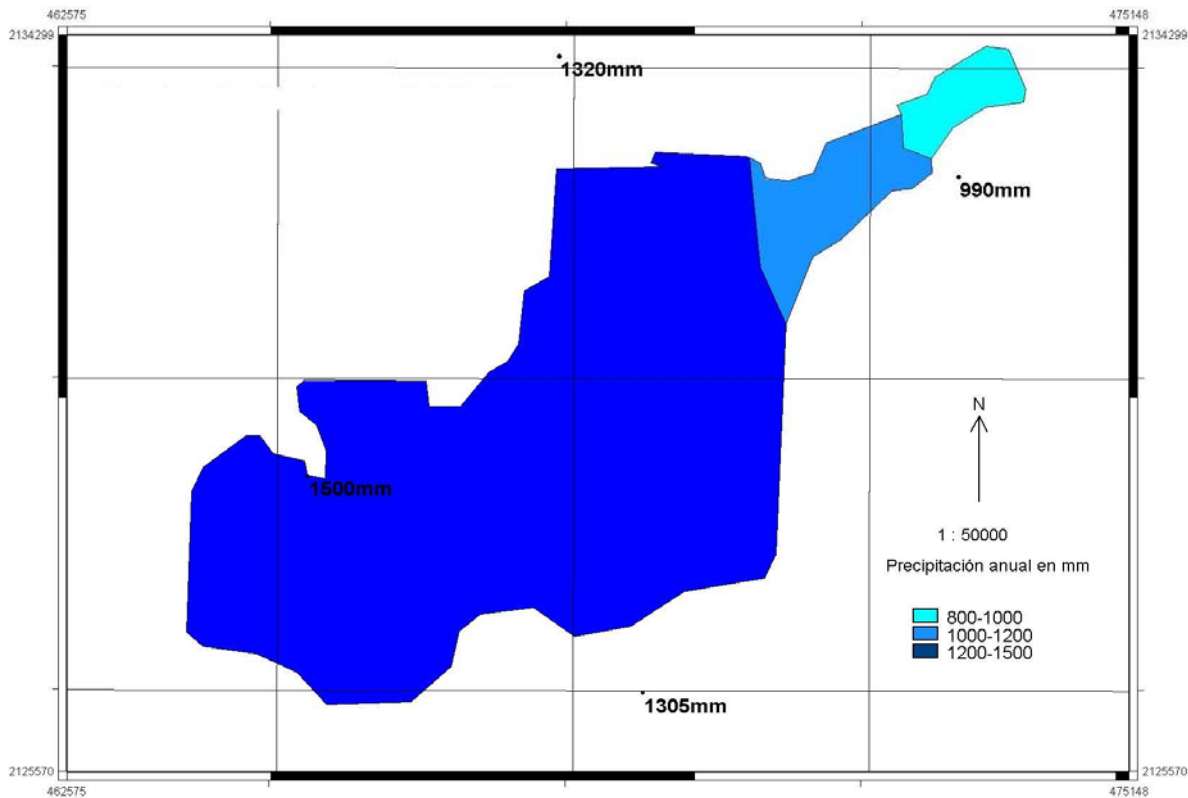 462575
475148
2134299
2134299
1320mm
990mm
N
1500mm
1 : 50000
Precipitación anual en mm
800-1000
1000-1200
1200-1500
1305mm
2125570
2125570
462575
475148